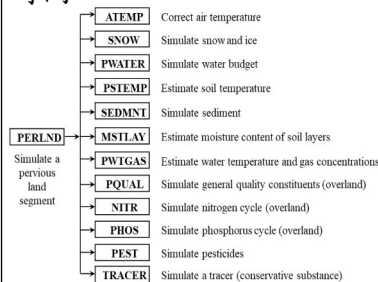 ATEMP Correct air temperature
SNOW Simulate snow and ice
PWATER Simulate water budget
PSTEMP Estimate soil temperature
SEDMNT Simulate sediment
PERLND MSTLAY Estimate moisture content of soil layers
Simulate a
pervious
land
segment
PWTGAS Estimate water temperature and gas concentrations
PQUAL Simulate general quality constituents (overland)
NITR Simulate nitrogen cycle (overland)
PHOS Simulate phosphorus cycle (overland)
PEST Simulate pesticides
TRACER Simulate a tracer (conservative substance)